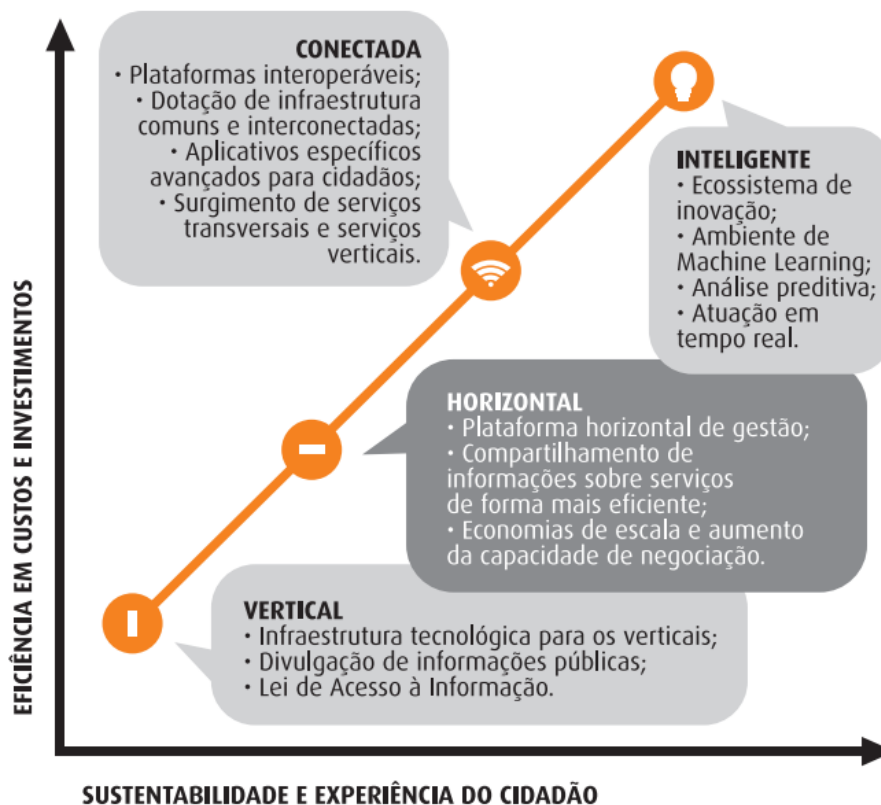 CONECTADA
• Plataformas interoperáveis;
• Dotação de infraestrutura
comuns e interconectadas;
• Aplicativos específicos
avançados para cidadãos;
• Surgimento de serviços
transversais e serviços
verticais.
INTELIGENTE
• Ecossistema de
inovação;
• Ambiente de
Machine Learning;
• Análise preditiva;
• Atuação em
tempo real.
HORIZONTAL
• Plataforma horizontal de gestão;
• Compartilhamento de
informações sobre serviços
de forma mais eficiente;
• Economias de escala e aumento
da capacidade de negociação.
VERTICAL
• Infraestrutura tecnológica para os verticais;
• Divulgação de informações públicas;
• Lei de Acesso à Informação.
EFICIÊNCIA EM CUSTOS E INVESTIMENTOS
SUSTENTABILIDADE E EXPERIÊNCIA DO CIDADÃO